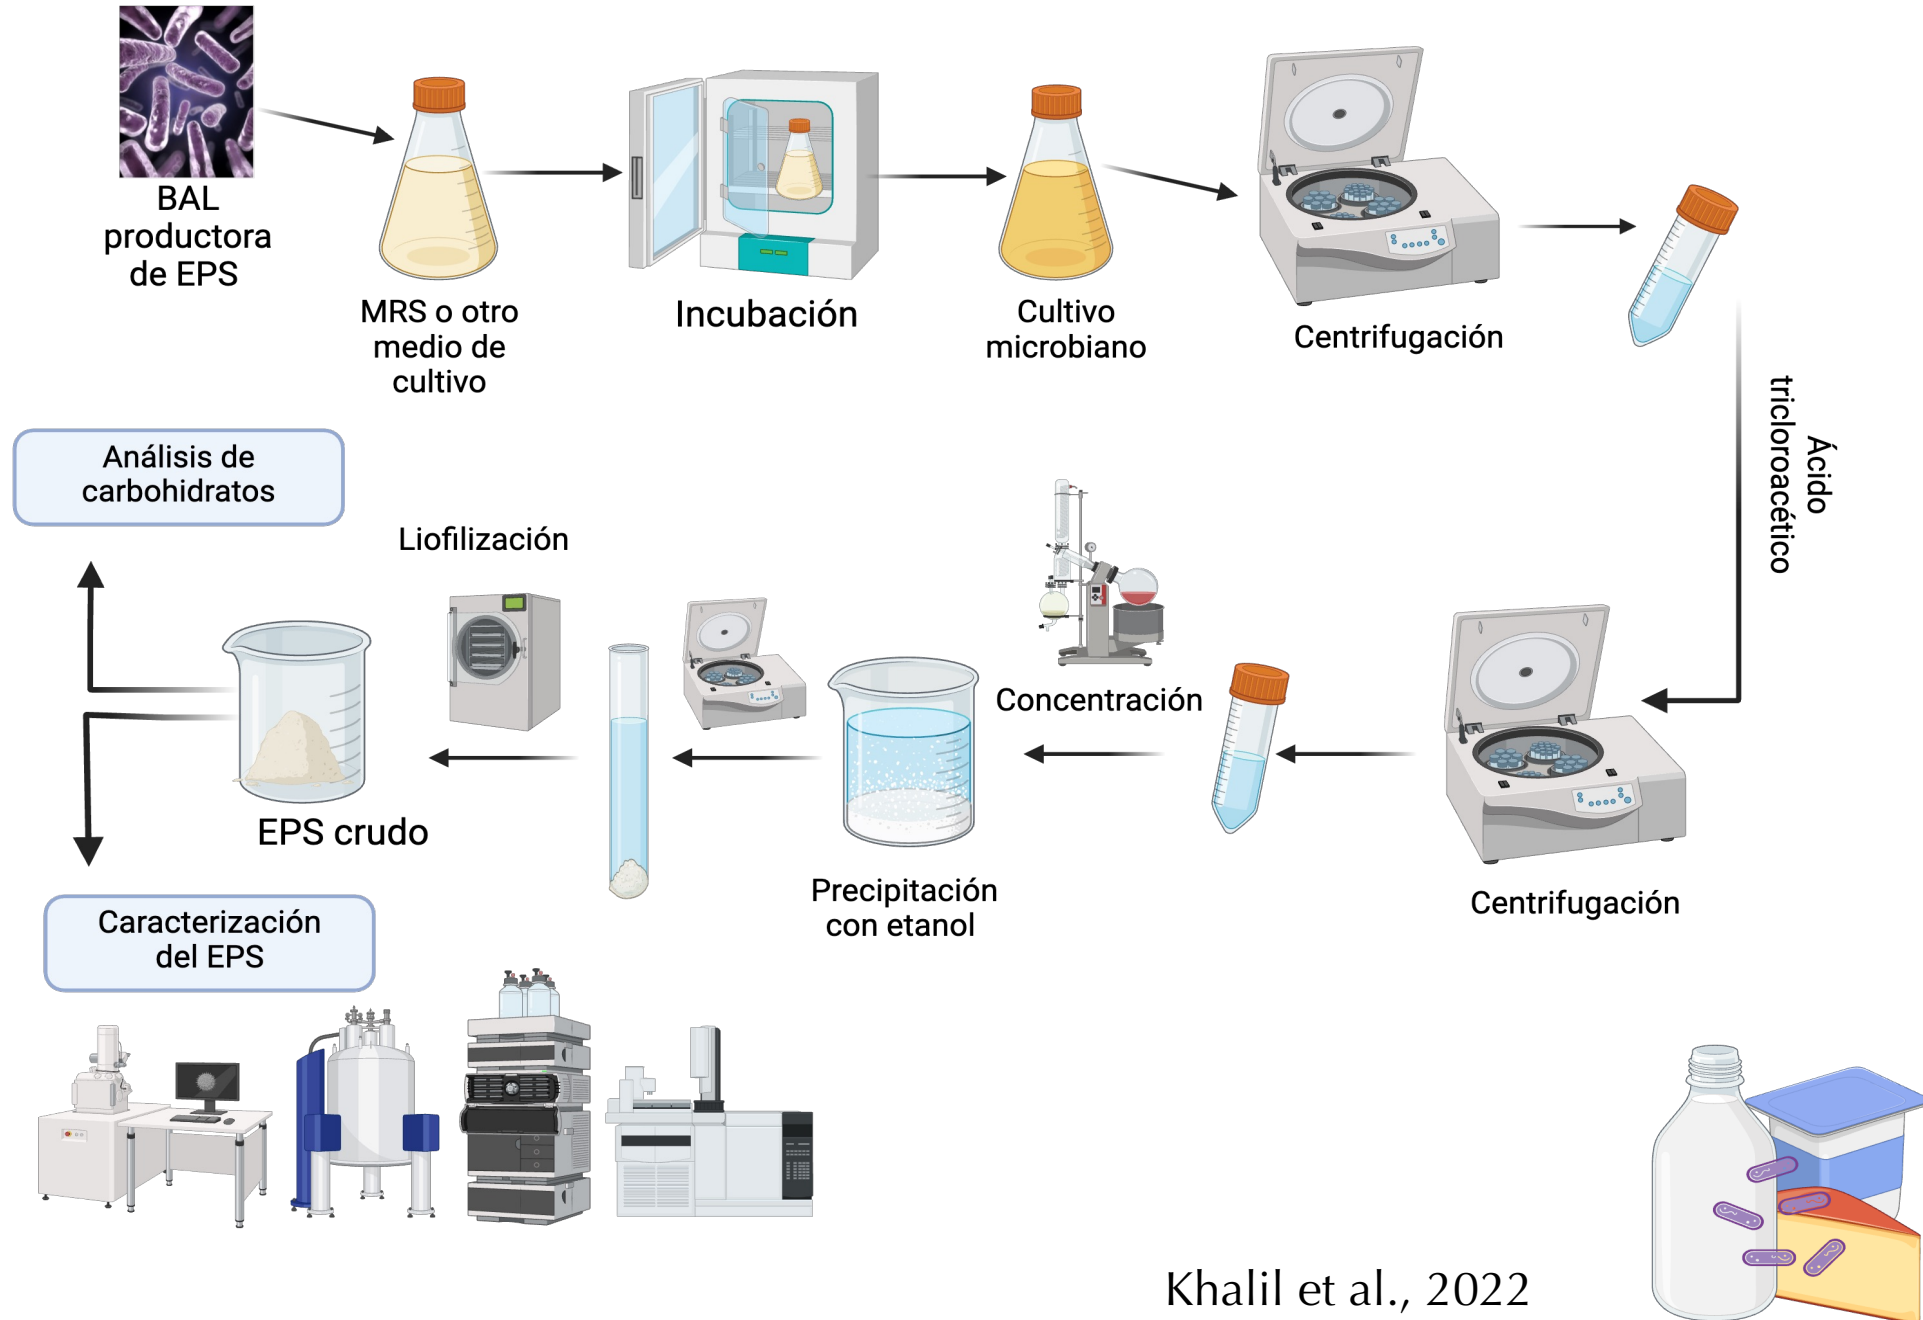 BAL
productora
de EPS
MRS o otro
medio de
cultivo
Incubación
Cultivo
microbiano
Centrifugación
Ácido
tricloroacético
Análisis de
carbohidratos
Liofilización
Concentración
EPS crudo
Precipitación
con etanol
Centrifugación
Caracterización
del EPS
Khalil et al., 2022